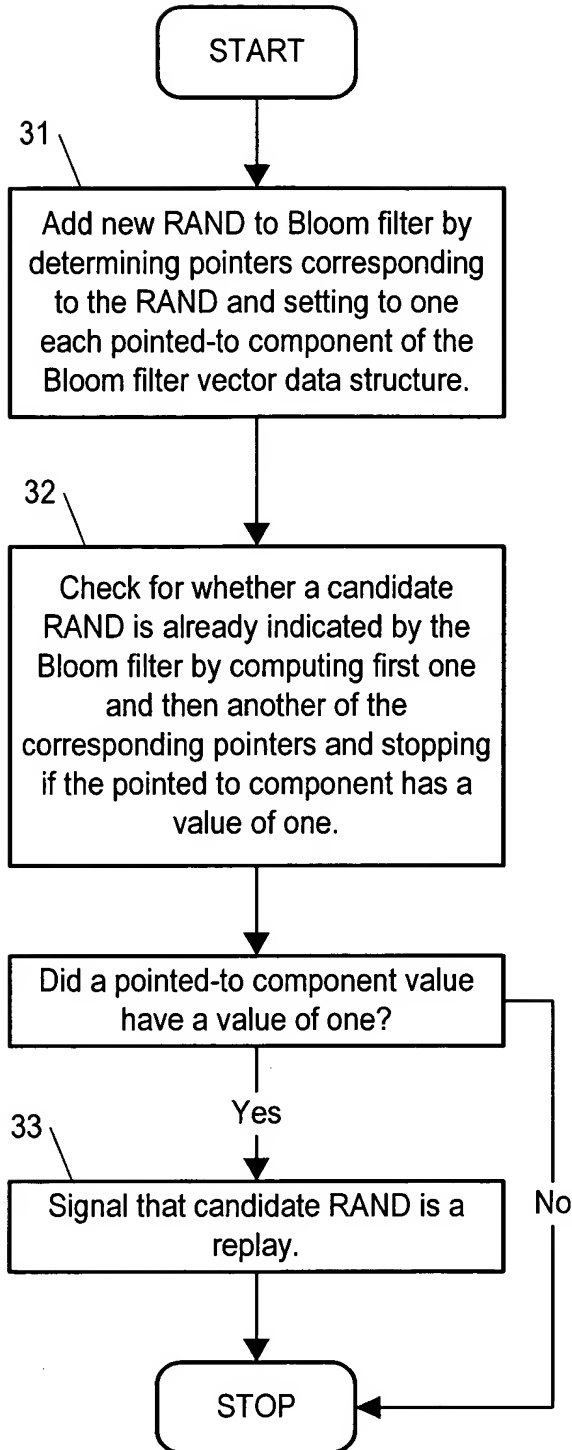 START
31
Add new RAND to Bloom filter by
determining pointers corresponding
to the RAND and setting to one
each pointed-to component of the
Bloom filter vector data structure.
32
Check for whether a candidate
RAND is already indicated by the
Bloom filter by computing first one
and then another of the
corresponding pointers and stopping
if the pointed to component has a
value of one.
Did a pointed-to component value
have a value of one?
Yes
33
Signal that candidate RAND is a
replay.
No
STOP